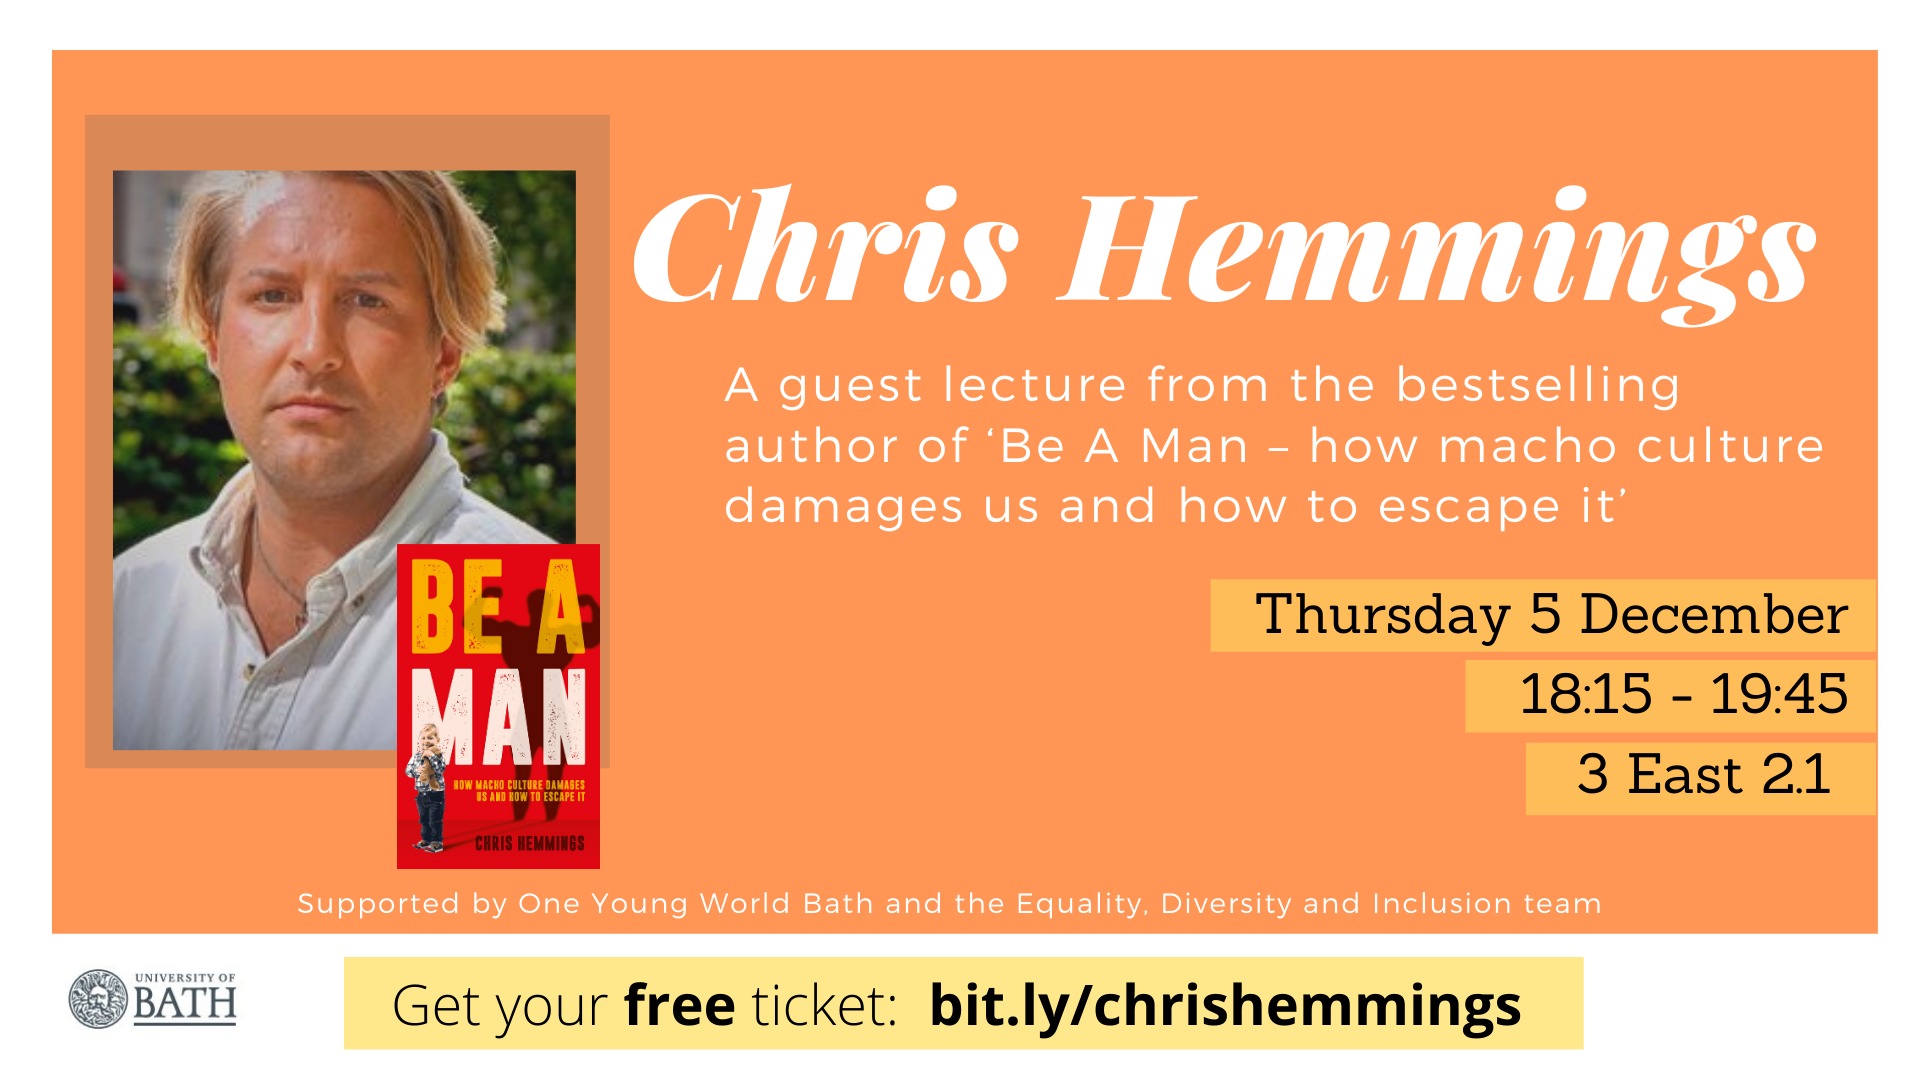 Chris Hemmings
A guest lecture from the bestselling
author of ‘Be A Man – how macho culture
damages us and how to escape it’
BE A
MAN
HOW MACHO CULTURE DAMAGES
US AND HOW TO ESCAPE IT
CHRIS HEMMINGS
Thursday 5 December
18:15 - 19:45
3 East 2.1
Supported by One Young World Bath and the Equality, Diversity and Inclusion team
UNIVERSITY OF
BATH
Get your free ticket: bit.ly/chrishemmings